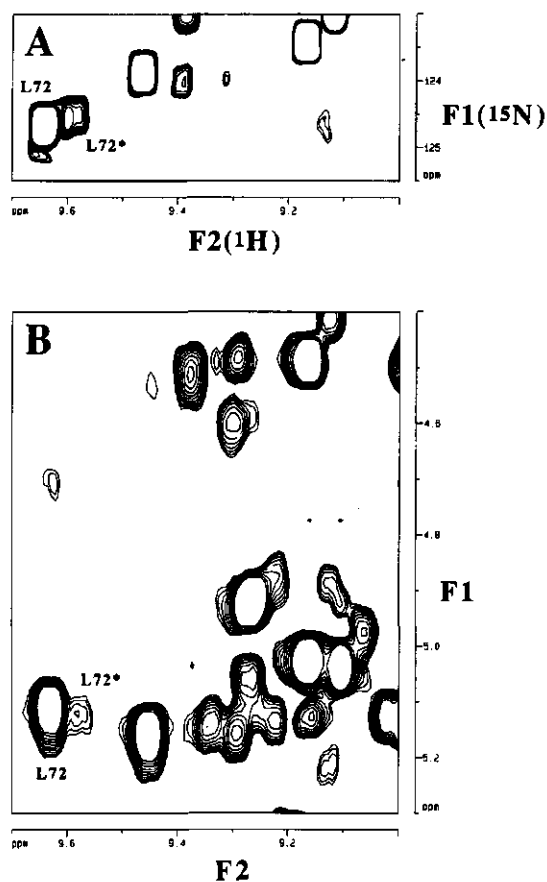 A
L72
L72*
124
125
ppm
F1(15N)
ppm 9.6 9.4 9.2
F2(1H)
B
4.6
4.8
F1
5.0
L72*
L72
5.2
ppm
ppm 9.6 9.4 9.2
F2